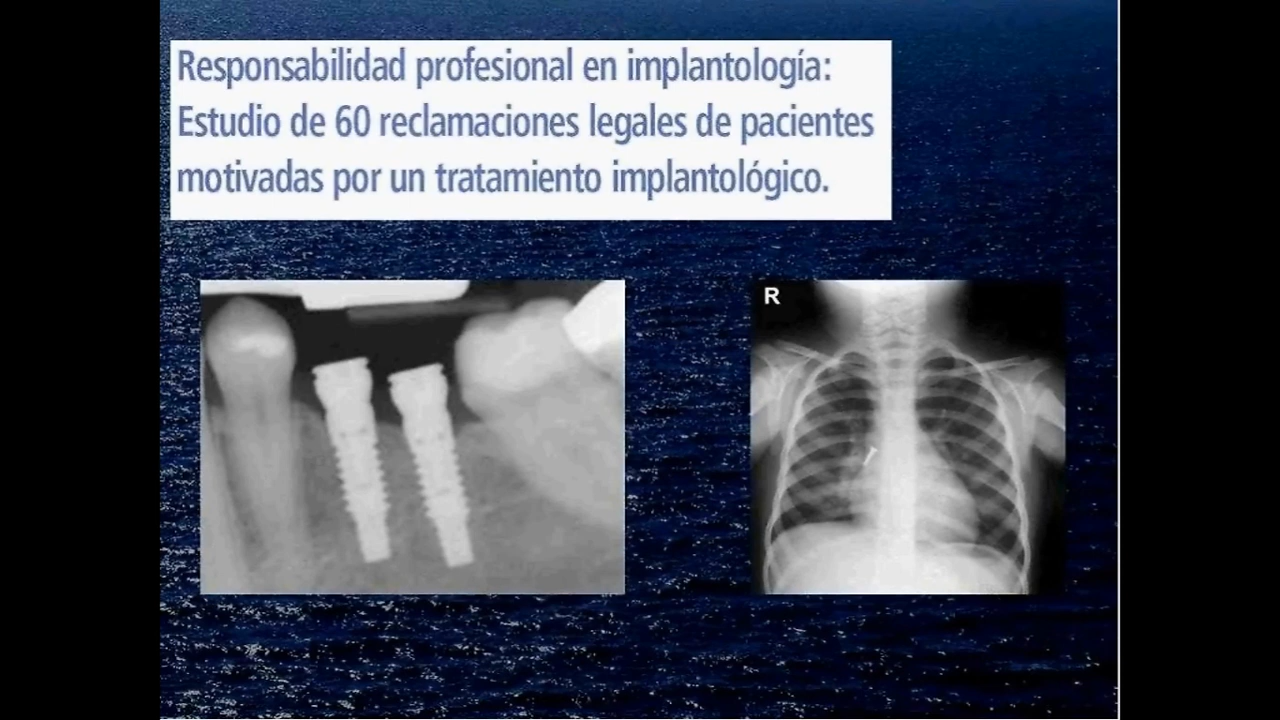 Responsabilidad profesional en implantología:
Estudio de 60 reclamaciones legales de pacientes
motivadas por un tratamiento implantológico.
R